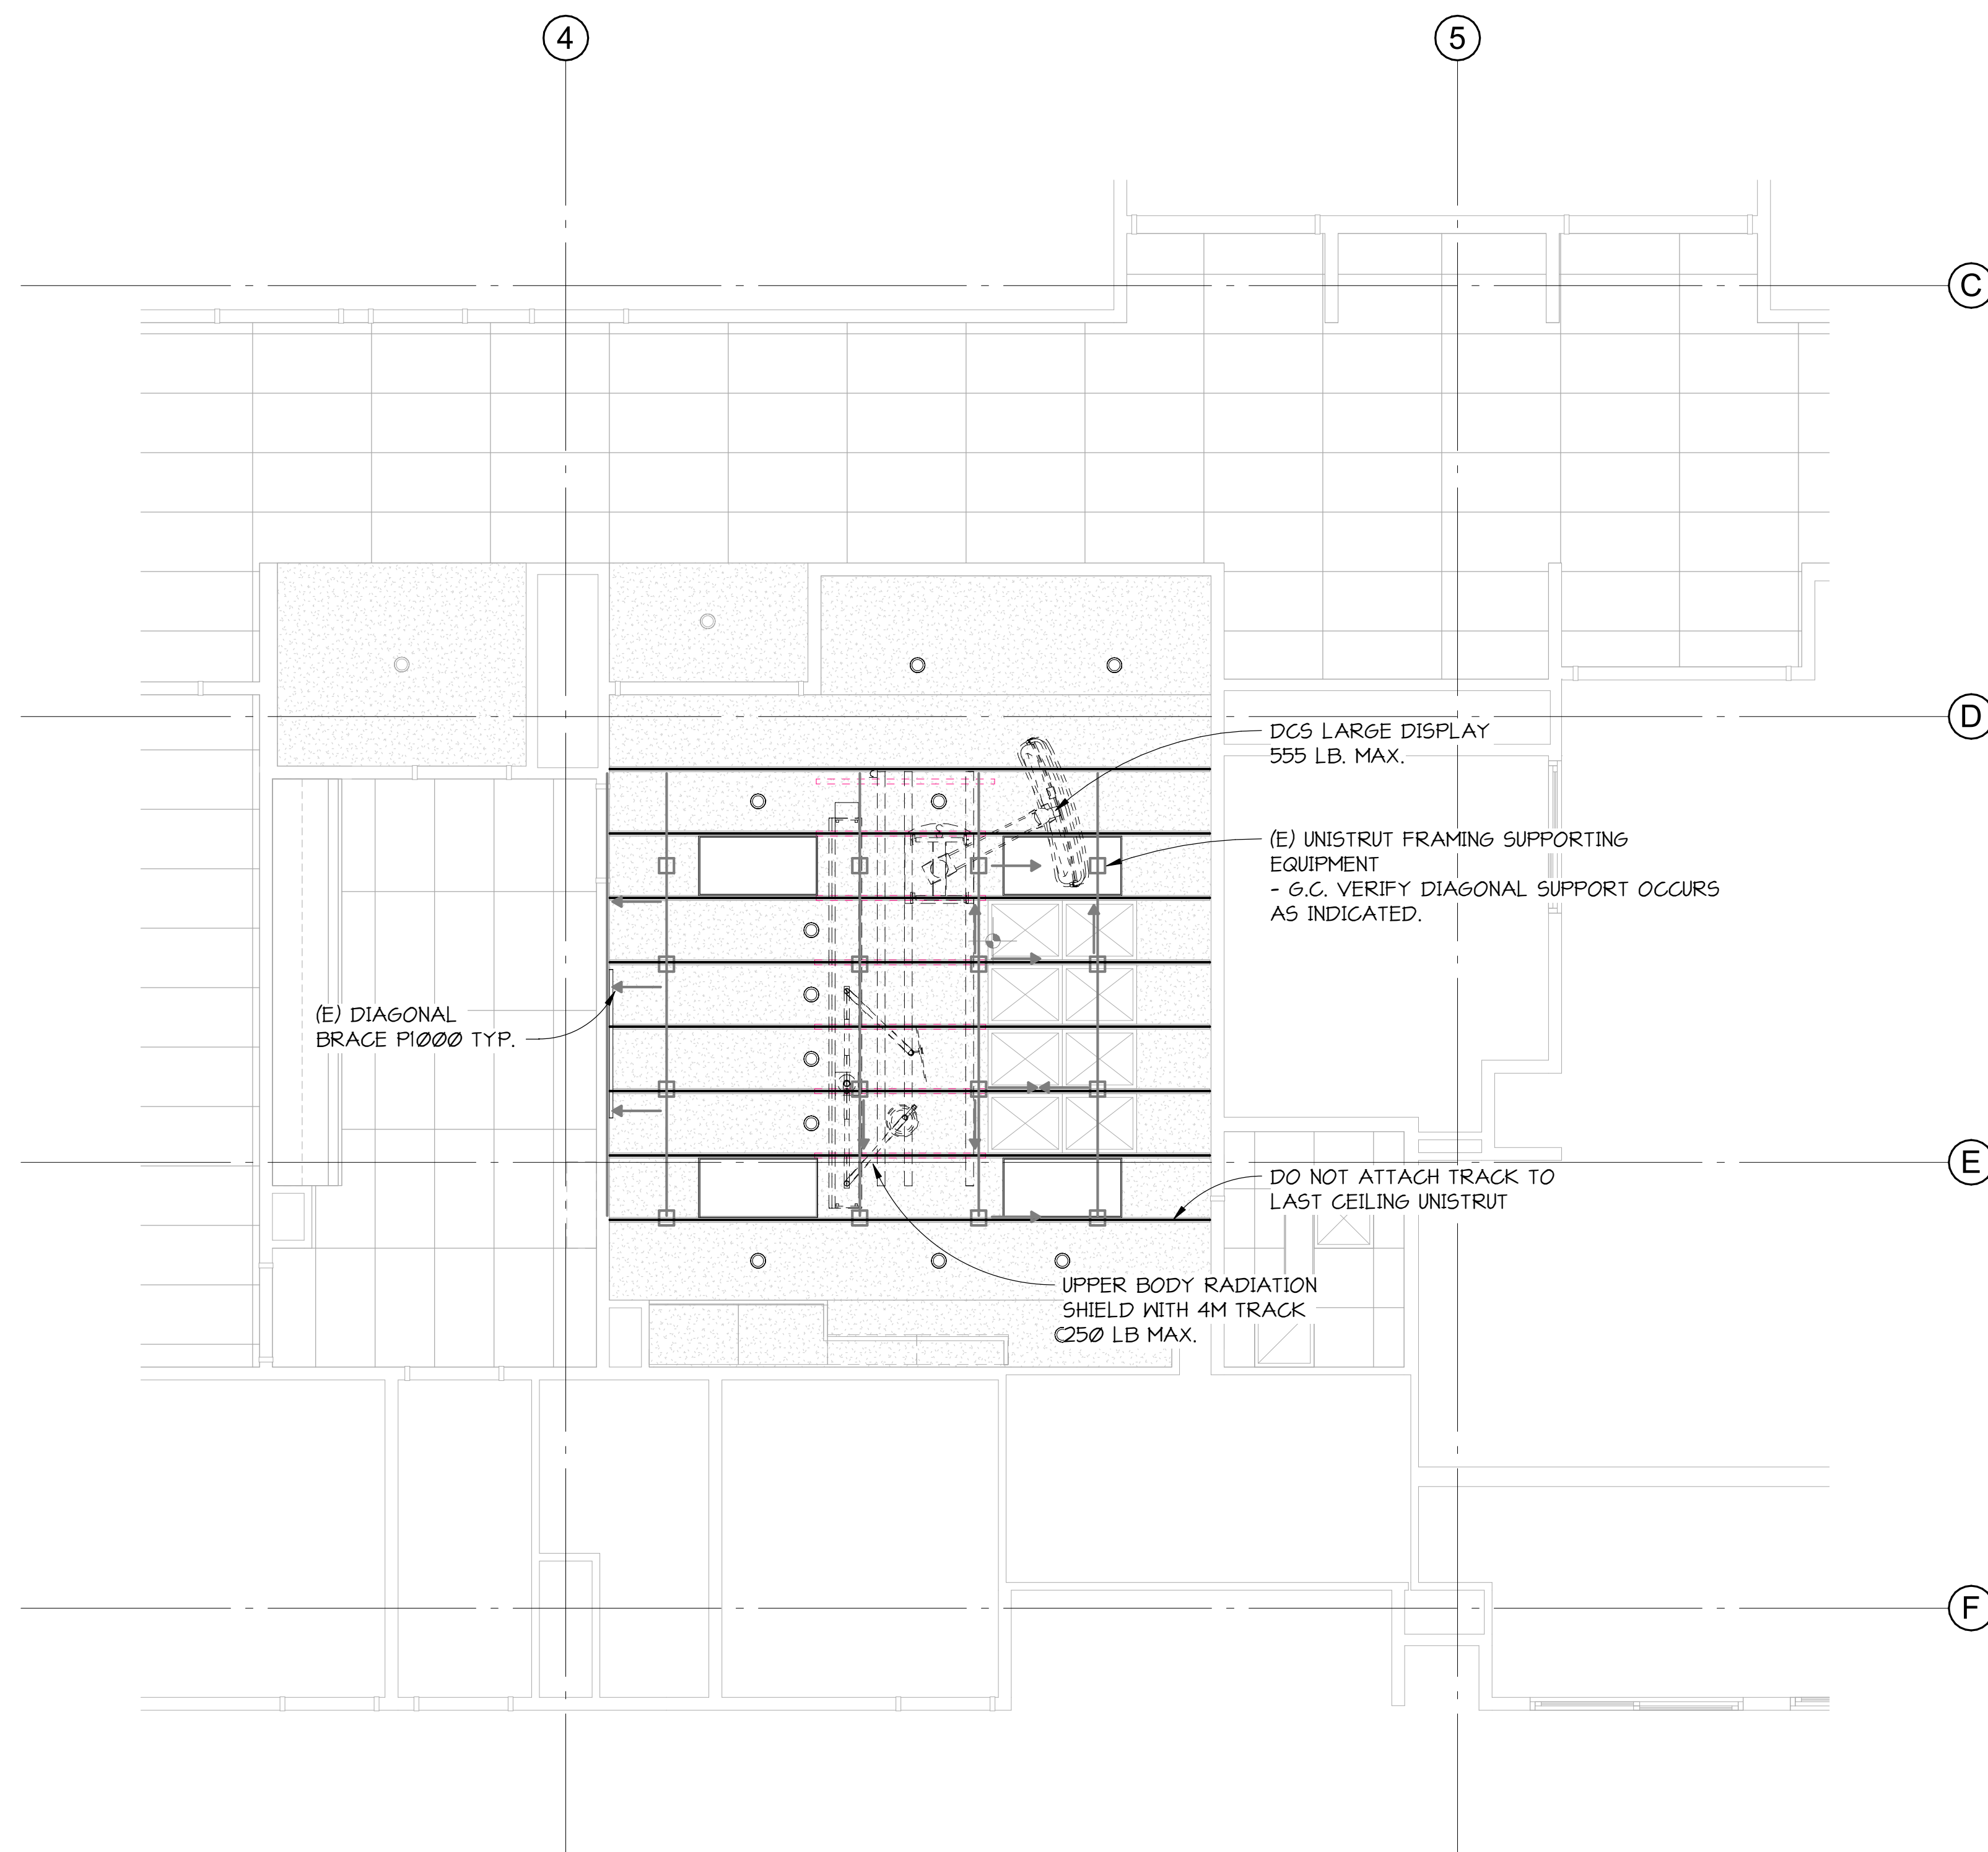 4
5
C
D
DCS LARGE DISPLAY
555 LB. MAX.
(E) UNISTRUT FRAMING SUPPORTING
EQUIPMENT
- G.C. VERIFY DIAGONAL SUPPORT OCCURS
AS INDICATED.
(E) DIAGONAL
BRACE P1000 TYP.
E
DO NOT ATTACH TRACK TO
LAST CEILING UNISTRUT
UPPER BODY RADIATION
SHIELD WITH 4M TRACK
250 LB MAX.
F